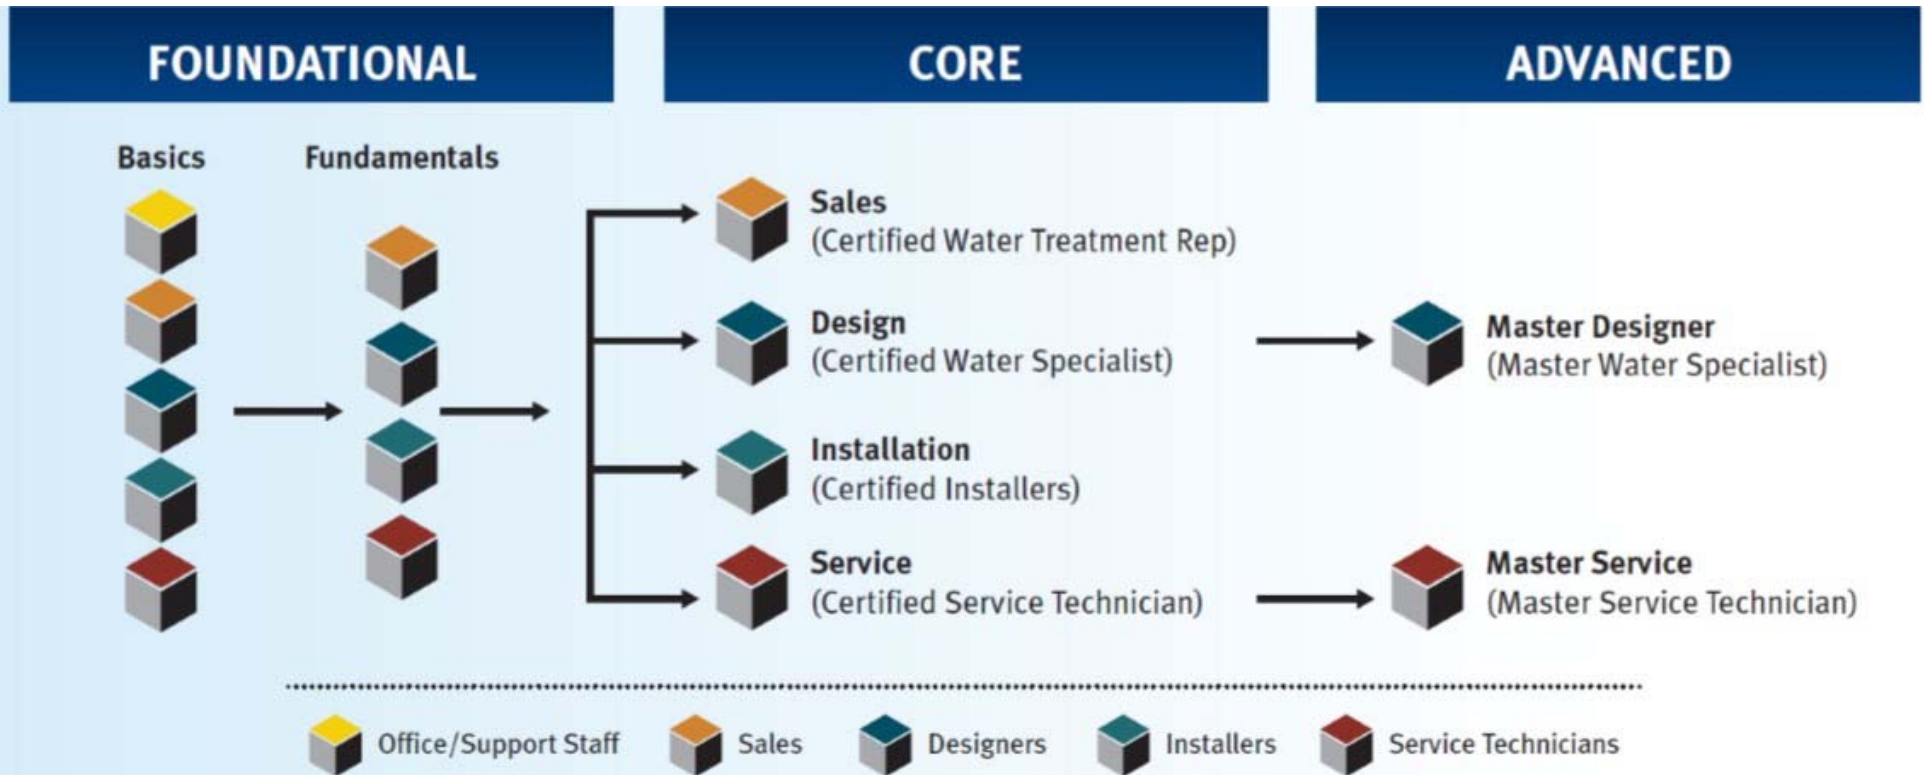 FOUNDATIONAL
CORE
ADVANCED
Basics
Fundamentals
Sales
(Certified Water Treatment Rep)
Design
(Certified Water Specialist)
Master Designer
(Master Water Specialist)
Installation
(Certified Installers)
Service
(Certified Service Technician)
Master Service
(Master Service Technician)
Office/Support Staff
Sales
Designers
Installers
Service Technicians